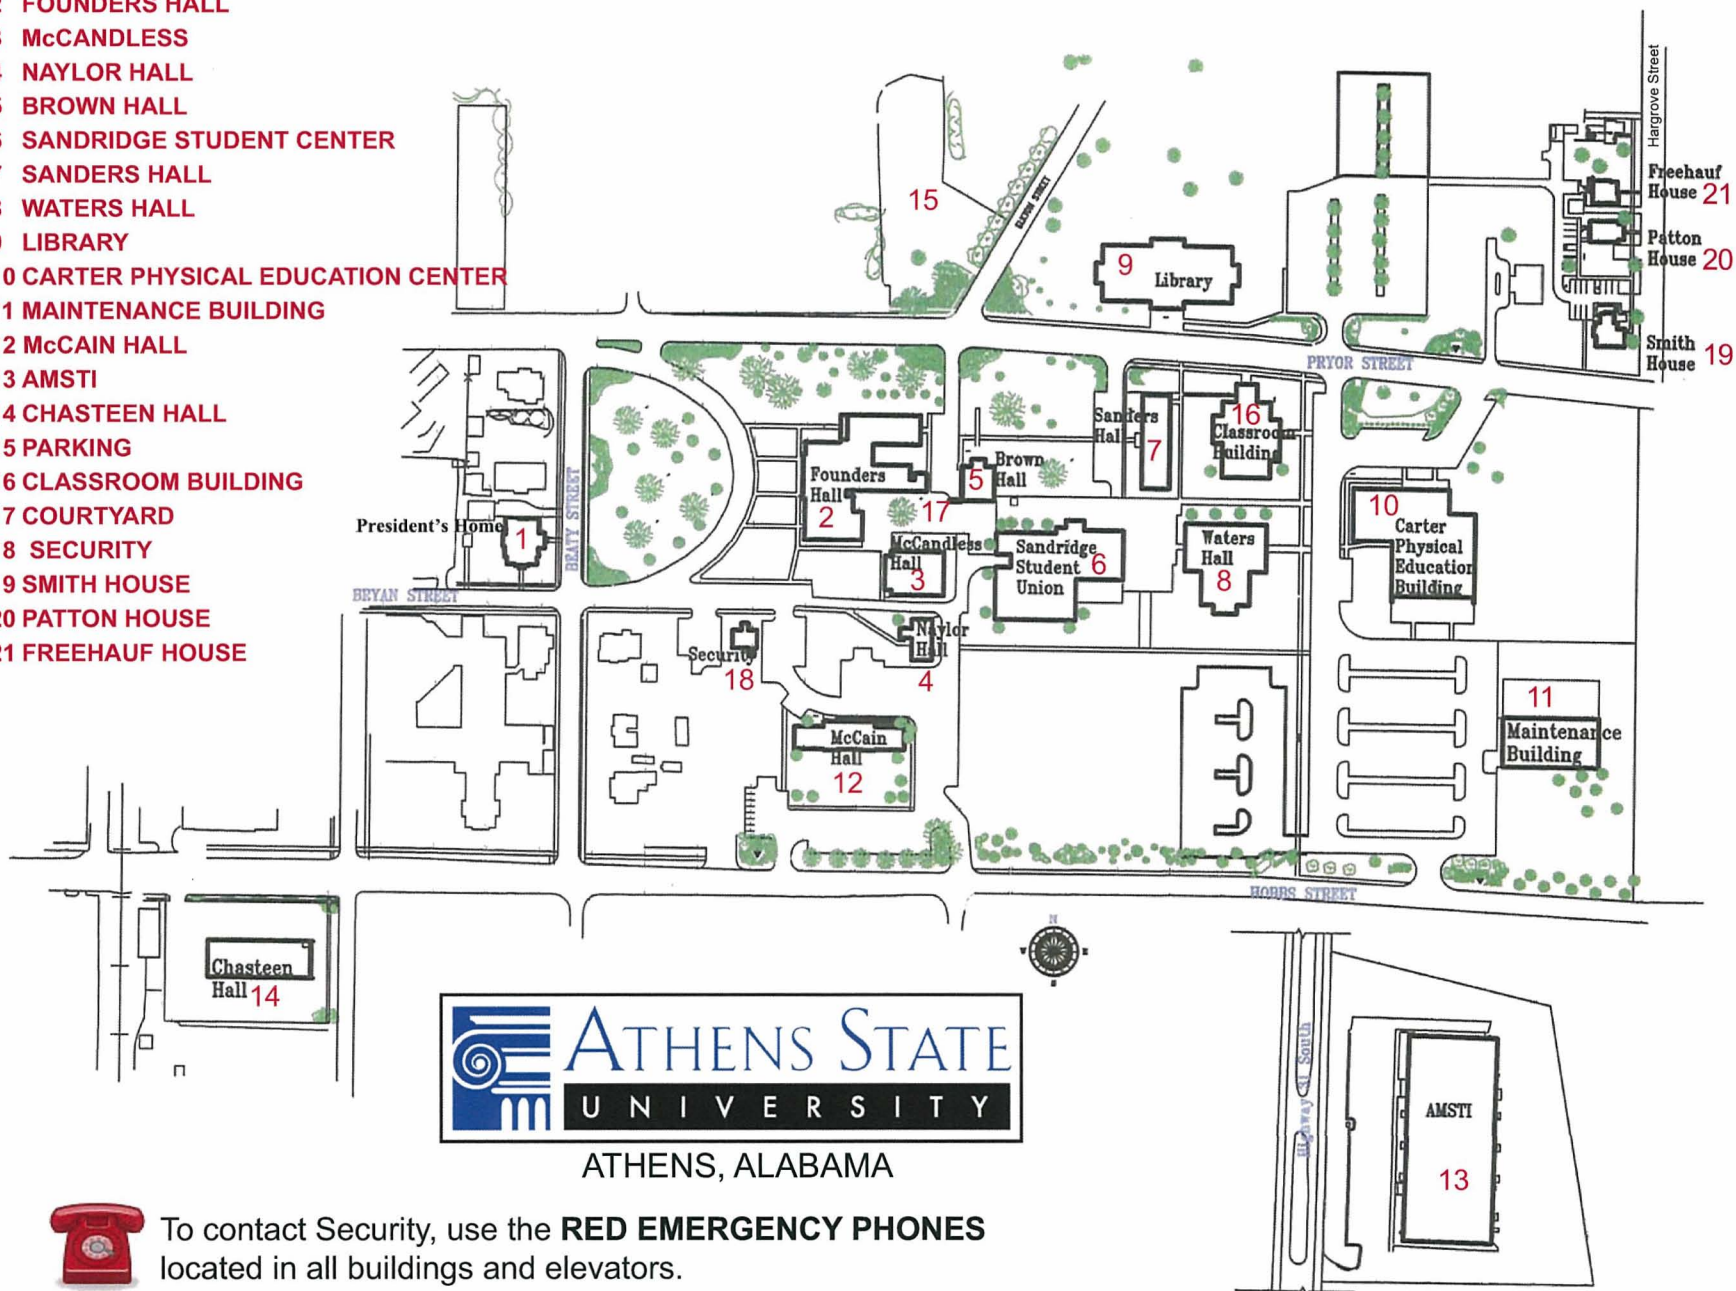 FOUNDERS HALL
McCANDLESS
NAYLOR HALL
BROWN HALL
SANDRIDGE STUDENT CENTER
SANDERS HALL
WATERS HALL
LIBRARY
0 CARTER PHYSICAL EDUCATION CENTER
1 MAINTENANCE BUILDING
2 McCAIN HALL
3 AMSTI
4 CHASTEEN HALL
5 PARKING
6 CLASSROOM BUILDING
7 COURTYARD
8 SECURITY
9 SMITH HOUSE
20 PATTON HOUSE
21 FREEHAUF HOUSE
Hargrove Street
Freehauf
House 21
Patton
House 20
Smith
House 19
15
ELKTON STREET
9
Library
PRYOR STREET
Sanders
Hall
7
16
Classroom
Building
Founders
Hall
2
Brown
Hall
5
17
President's Home
1
BEATY STREET
BRYAN STREET
McCandless
Hall
3
Sandridge
Student
Union
6
Waters
Hall
8
10
Carter
Physical
Education
Building
Security
18
Naylor
Hall
4
11
Maintenance
Building
McCain
Hall
12
HOBBS STREET
Chasteen
Hall 14
N
W
E
S
Highway 31 South
AMSTI
13
ATHENS STATE
UNIVERSITY
ATHENS, ALABAMA
To contact Security, use the RED EMERGENCY PHONES
located in all buildings and elevators.